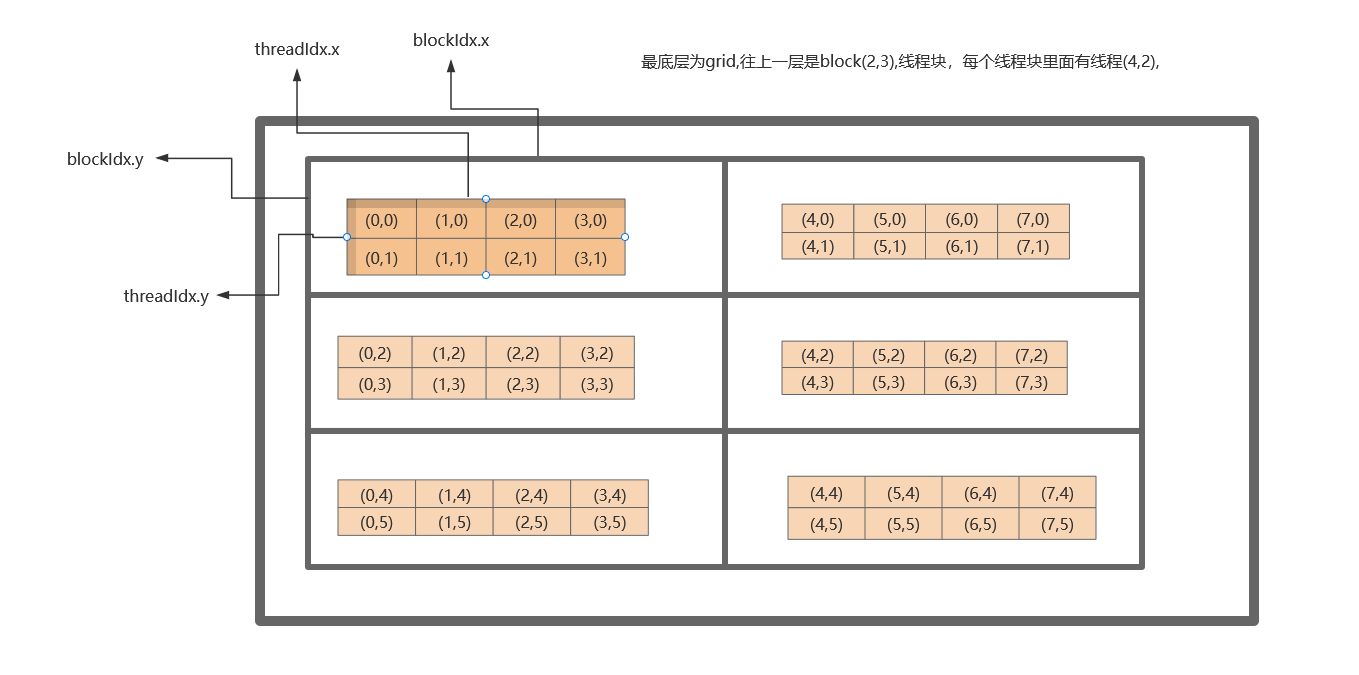 blockIdx.x
threadIdx.x
最底层为grid,往上一层是block(2,3),线程块，每个线程块里面有线程(4,2),
blockIdx.y
threadIdx.y
(0,0) (1,0) (2,0) (3,0)
(0,1) (1,1) (2,1) (3,1)
(4,0) (5,0) (6,0) (7,0)
(4,1) (5,1) (6,1) (7,1)
(0,2) (1,2) (2,2) (3,2)
(0,3) (1,3) (2,3) (3,3)
(4,2) (5,2) (6,2) (7,2)
(4,3) (5,3) (6,3) (7,3)
(0,4) (1,4) (2,4) (3,4)
(0,5) (1,5) (2,5) (3,5)
(4,4) (5,4) (6,4) (7,4)
(4,5) (5,5) (6,5) (7,5)